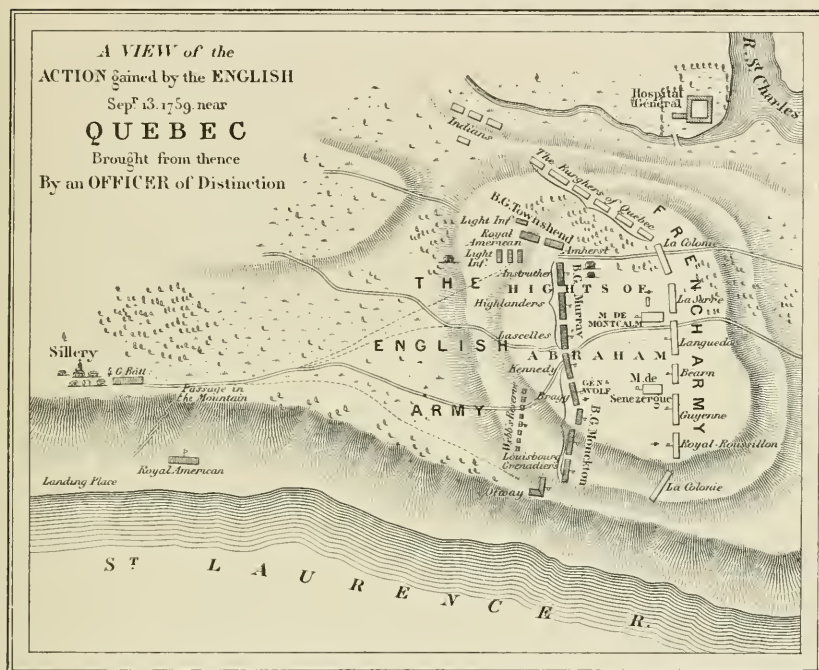 A VIEW of the
ACTION gained by the ENGLISH
Sepr. 13. 1759. near
QUEBEC
Brought from thence
By an OFFICER of Distinction
R. St. Charles
Hospital
General
Indians
The Burghers of Quebec
B.G. Townshend
Light Inf.
Royal
American
Light
Inf.
Amherst
FRENCH ARMY
La Colonie
Anstruther
THE
ENGLISH
ARMY
HIGHTS OF
ABRAHAM
Highlanders
B.G. Murray
La Sarre
M. DE
MONTCALM
Lascelles
Languedo
Kennedy
Bearn
GENL.
WOLF
M. de
Senezergue
Bragg
Guyenne
Webb's Reserve
B.G. Monckton
Royal-Roussillon
Louisbourg
Grenadiers
Otway
La Colonie
Sillery
Passage in
the Mountain
Royal American
Landing Place
ST. LAURENCE R.